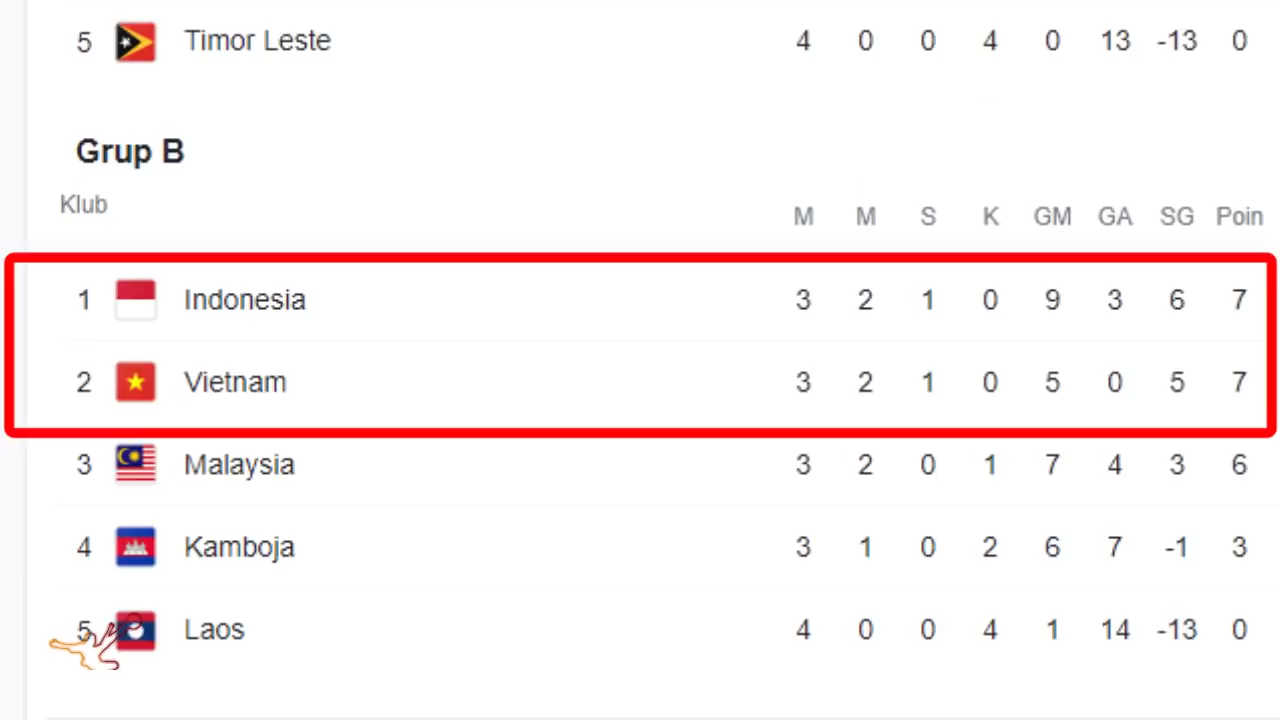 5 Timor Leste 4 0 0 4 0 13 -13 0
Grup B
Klub M M S K GM GA SG Poin
1 Indonesia 3 2 1 0 9 3 6 7
2 Vietnam 3 2 1 0 5 0 5 7
3 Malaysia 3 2 0 1 7 4 3 6
4 Kamboja 3 1 0 2 6 7 -1 3
5 Laos 4 0 0 4 1 14 -13 0